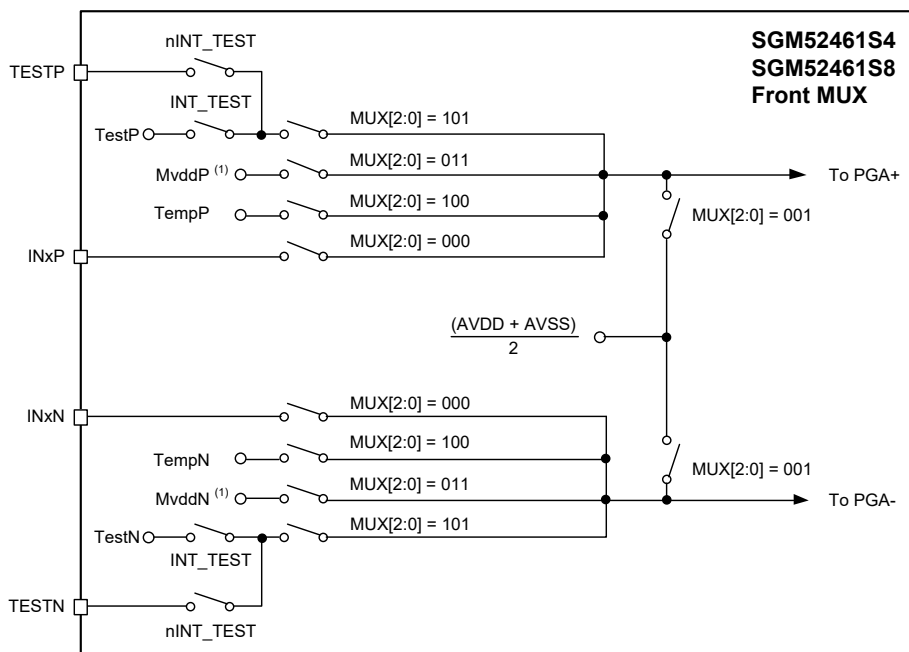 SGM52461S4
SGM52461S8
Front MUX
nINT_TEST
TESTP
INT_TEST
TestP
MUX[2:0] = 101
MvddP (1)
MUX[2:0] = 011
To PGA+
TempP
MUX[2:0] = 100
MUX[2:0] = 001
INxP
MUX[2:0] = 000
(AVDD + AVSS)
2
INxN
MUX[2:0] = 000
TempN
MUX[2:0] = 100
MUX[2:0] = 001
MvddN (1)
MUX[2:0] = 011
To PGA-
TestN
MUX[2:0] = 101
INT_TEST
TESTN
nINT_TEST